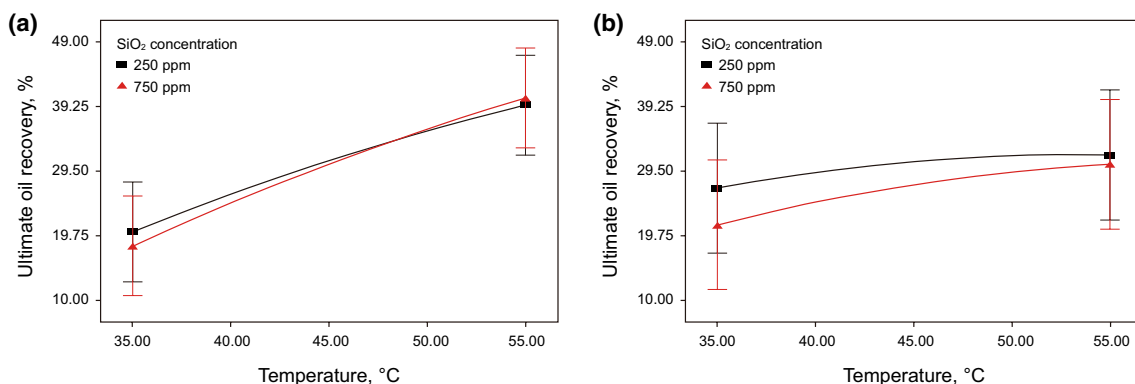 (a)
SiO₂ concentration
250 ppm
750 ppm
Ultimate oil recovery, %
49.00
39.25
29.50
19.75
10.00
35.00 40.00 45.00 50.00 55.00
Temperature, °C
(b)
SiO₂ concentration
250 ppm
750 ppm
Ultimate oil recovery, %
49.00
39.25
29.50
19.75
10.00
35.00 40.00 45.00 50.00 55.00
Temperature, °C